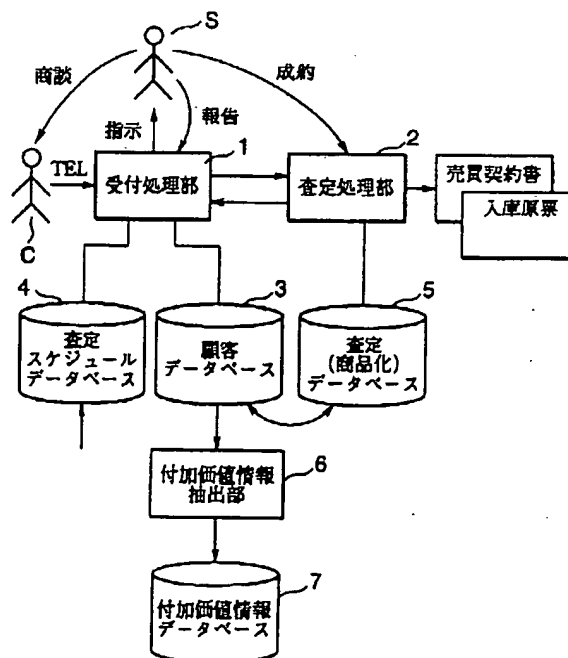 S
商談
成約
指示
報告
1
2
TEL
受付処理部
査定処理部
売買契約書
入庫原票
C
4
3
5
査定
スケジュール
データベース
顧客
データベース
査定
(商品化)
データベース
6
付加価値情報
抽出部
7
付加価値情報
データベース